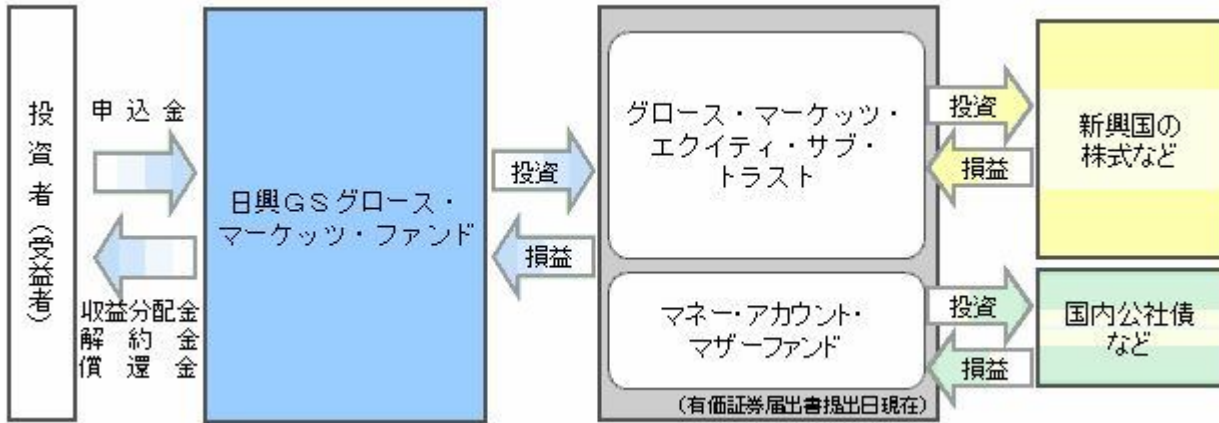 投資者(受益者)
申込金
収益分配金
解約金
償還金
日興GSグロース・
マーケッツ・ファンド
投資
損益
グロース・マーケッツ・
エクイティ・サブ・
トラスト
マネー・アカウント・
マザーファンド
(有価証券届出書提出日現在)
投資
損益
新興国の
株式など
投資
損益
国内公社債
など